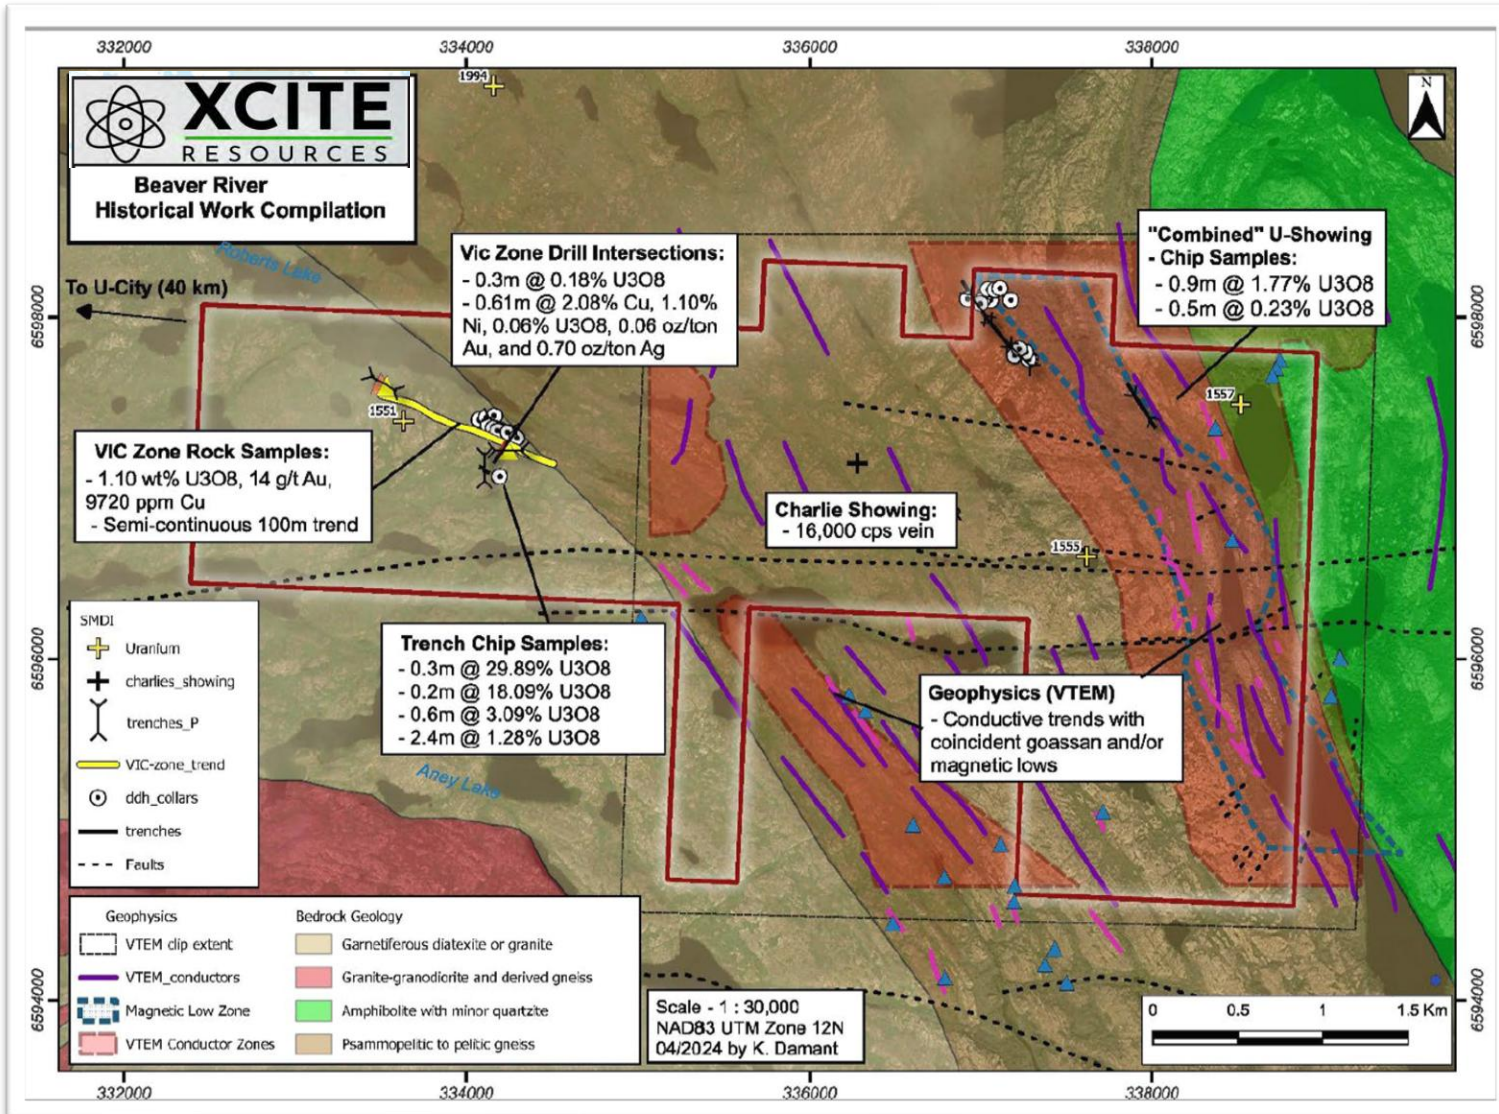 332000
334000
336000
338000
XCITE
RESOURCES
Beaver River
Historical Work Compilation
1994
N
Roberts Lake
To U-City (40 km)
6598000
6598000
Vic Zone Drill Intersections:
- 0.3m @ 0.18% U3O8
- 0.61m @ 2.08% Cu, 1.10%
Ni, 0.06% U3O8, 0.06 oz/ton
Au, and 0.70 oz/ton Ag
"Combined" U-Showing
- Chip Samples:
- 0.9m @ 1.77% U3O8
- 0.5m @ 0.23% U3O8
1551
1557
VIC Zone Rock Samples:
- 1.10 wt% U3O8, 14 g/t Au,
9720 ppm Cu
- Semi-continuous 100m trend
Charlie Showing:
- 16,000 cps vein
1555
6596000
6596000
Trench Chip Samples:
- 0.3m @ 29.89% U3O8
- 0.2m @ 18.09% U3O8
- 0.6m @ 3.09% U3O8
- 2.4m @ 1.28% U3O8
Geophysics (VTEM)
- Conductive trends with
coincident goassan and/or
magnetic lows
Aney Lake
SMDI
Uranium
charlies_showing
trenches_P
VIC-zone_trend
ddh_collars
trenches
Faults
Geophysics
VTEM clip extent
VTEM_conductors
Magnetic Low Zone
VTEM Conductor Zones
Bedrock Geology
Garnetiferous diatexite or granite
Granite-granodiorite and derived gneiss
Amphibolite with minor quartzite
Psammopelitic to pelitic gneiss
6594000
6594000
Scale - 1 : 30,000
NAD83 UTM Zone 12N
04/2024 by K. Damant
0 0.5 1 1.5 Km
332000
334000
336000
338000